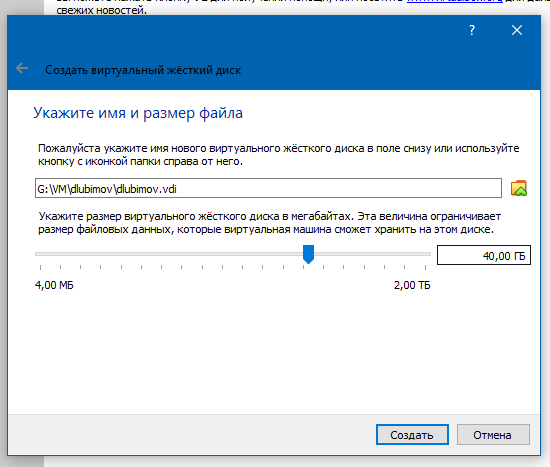 свежих новостей.
?
Создать виртуальный жёсткий диск
Укажите имя и размер файла
Пожалуйста укажите имя нового виртуального жёсткого диска в поле снизу или используйте
кнопку с иконкой папки справа от него.
G:\VM\dlubimov\dlubimov.vdi
Укажите размер виртуального жёсткого диска в мегабайтах. Эта величина ограничивает
размер файловых данных, которые виртуальная машина сможет хранить на этом диске.
40,00 ГБ
4,00 МБ 2,00 ТБ
Создать Отмена